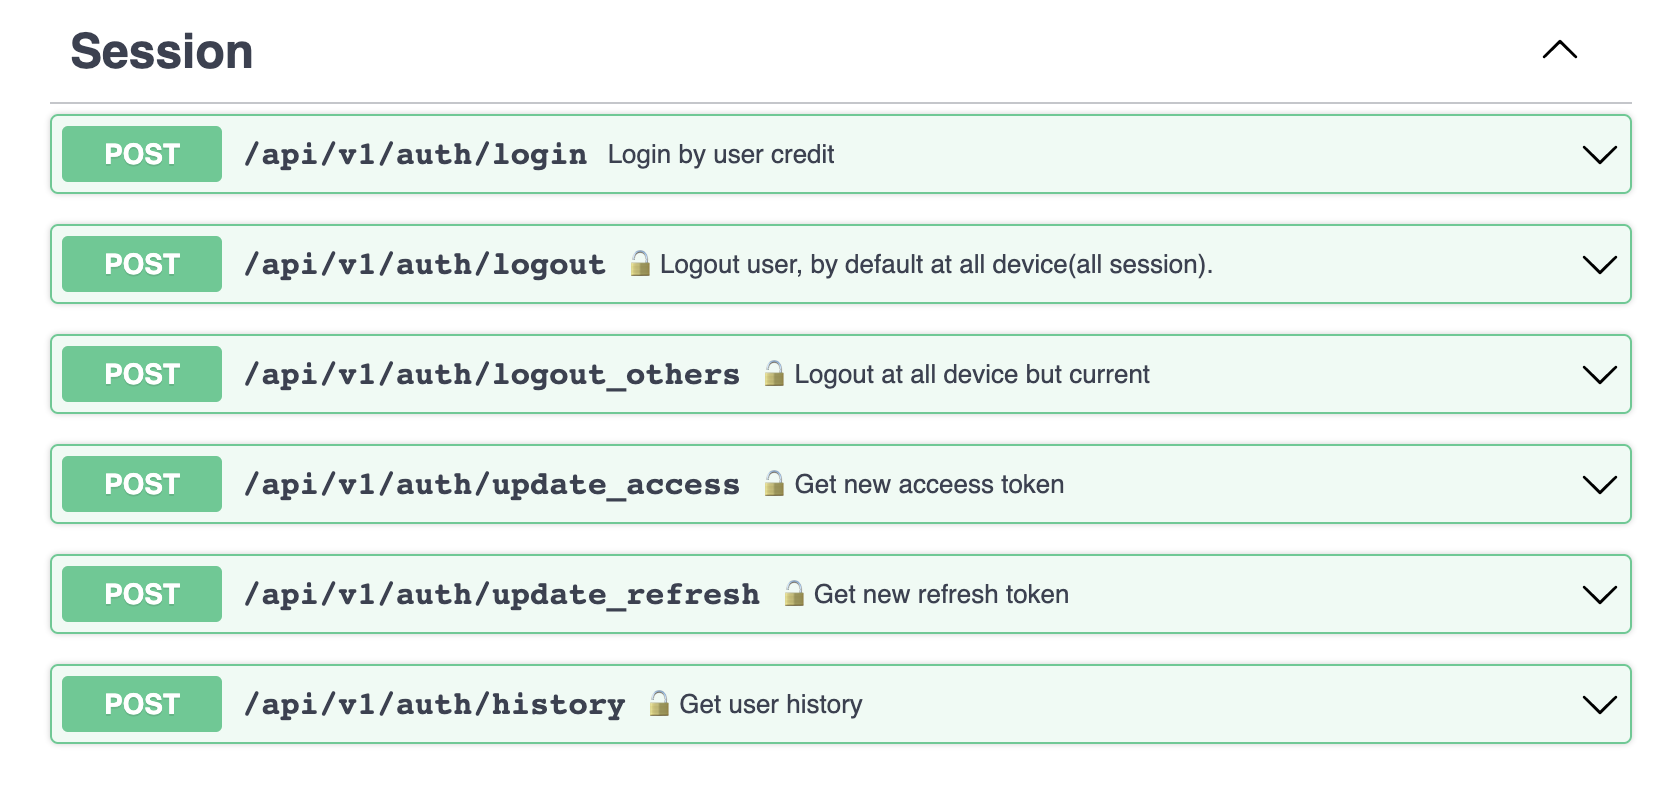 Session
POST /api/v1/auth/login Login by user credit
POST /api/v1/auth/logout 🔓 Logout user, by default at all device(all session).
POST /api/v1/auth/logout_others 🔓 Logout at all device but current
POST /api/v1/auth/update_access 🔓 Get new acceess token
POST /api/v1/auth/update_refresh 🔓 Get new refresh token
POST /api/v1/auth/history 🔓 Get user history